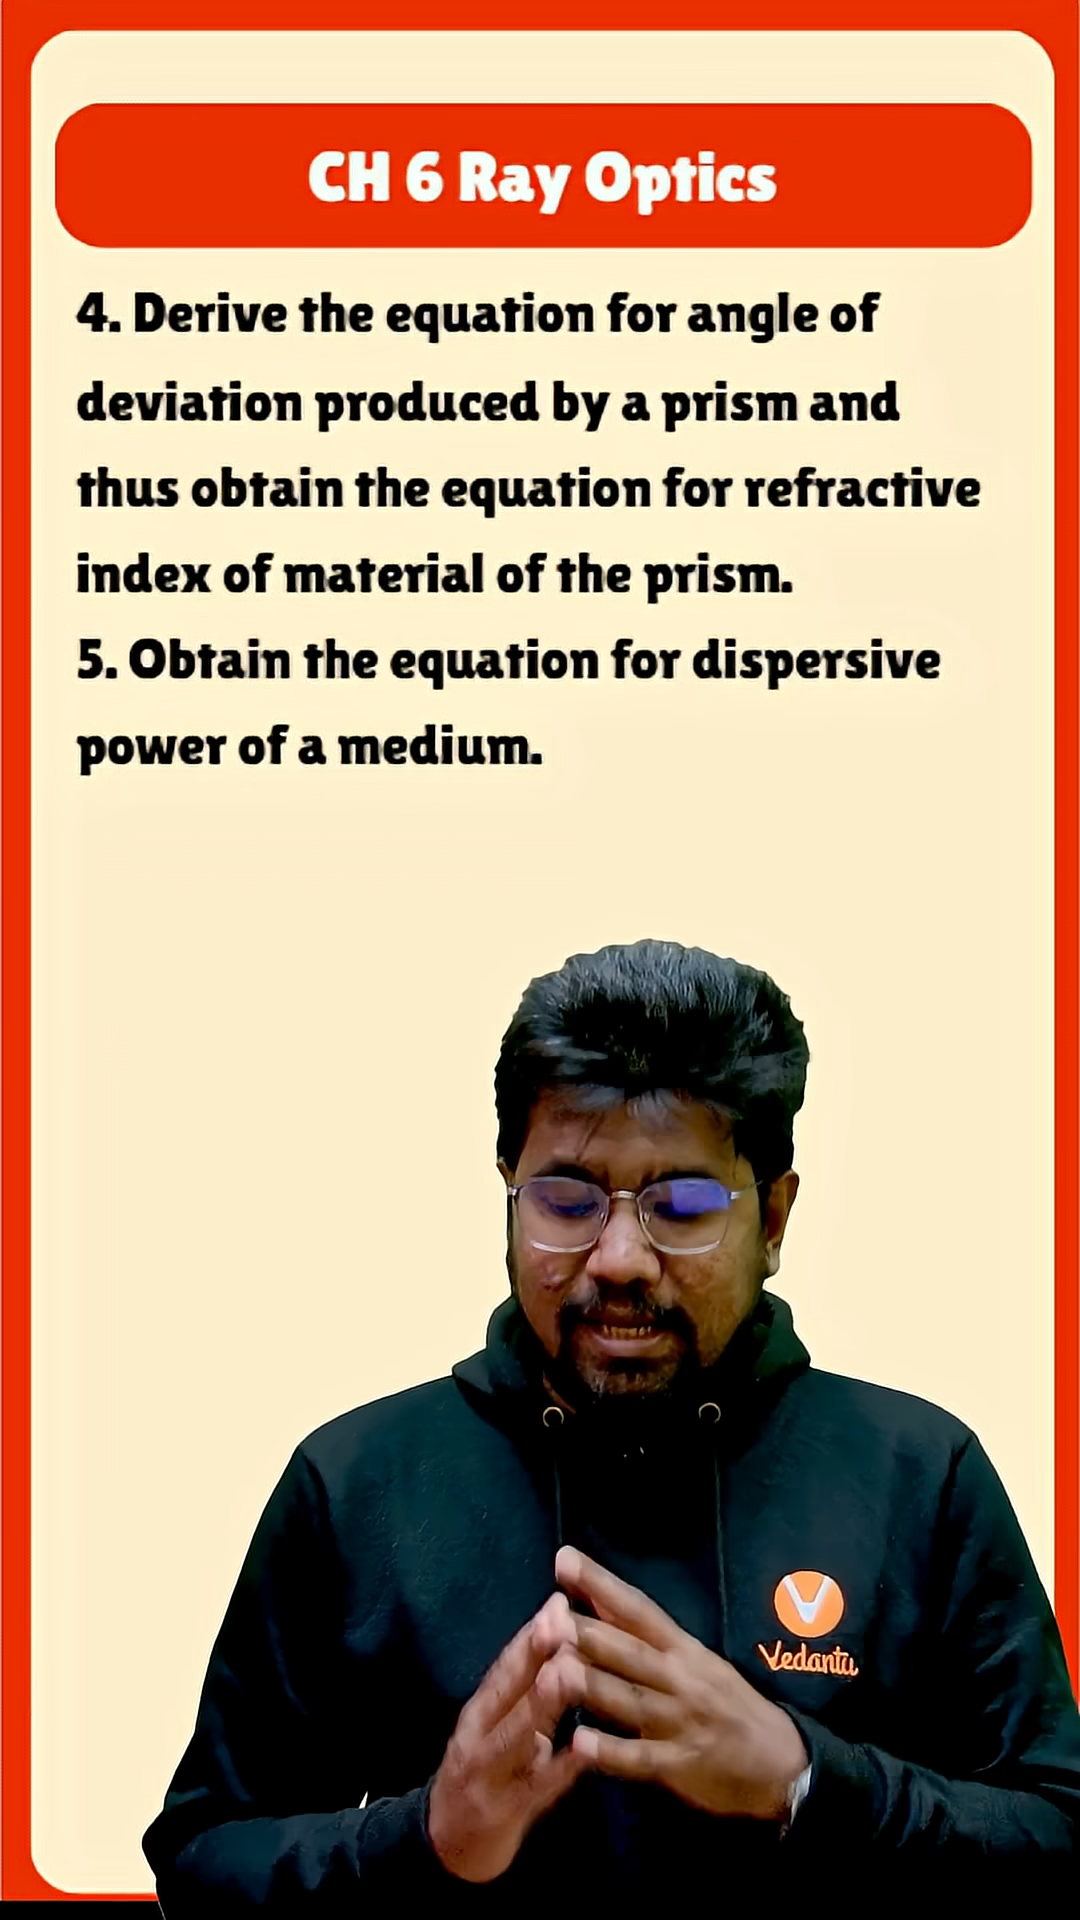 CH 6 Ray Optics
4. Derive the equation for angle of
deviation produced by a prism and
thus obtain the equation for refractive
index of material of the prism.
5. Obtain the equation for dispersive
power of a medium.
Vedantu